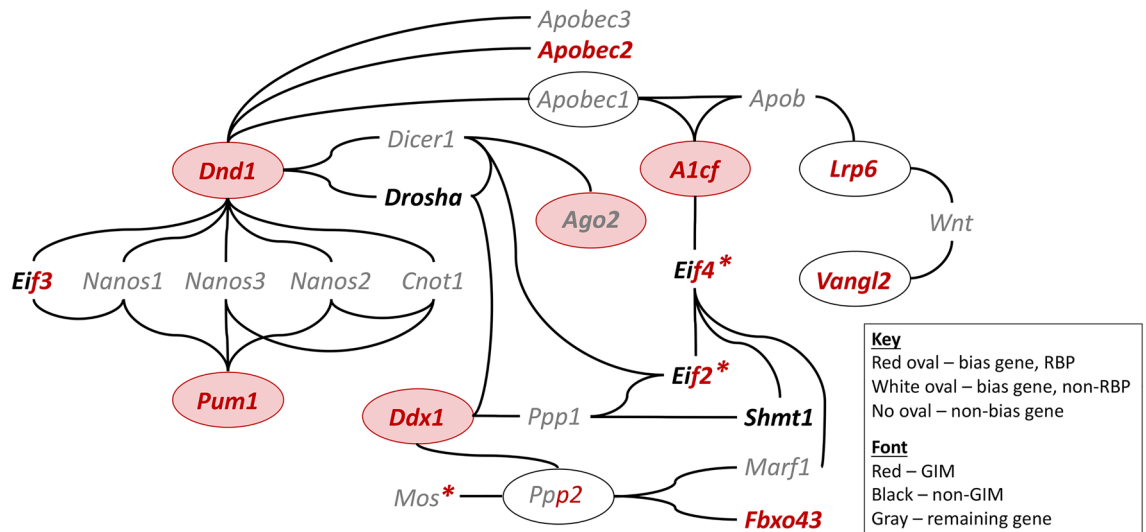 Apobec3
Apobec2
Apobec1
Apob
Dicer1
Dnd1
A1cf
Lrp6
Drosha
Ago2
Wnt
Eif3
Nanos1
Nanos3
Nanos2
Cnot1
Eif4*
Vangl2
Eif2*
Pum1
Ddx1
Ppp1
Shmt1
Marf1
Mos*
Ppp2
Fbxo43
Key
Red oval – bias gene, RBP
White oval – bias gene, non-RBP
No oval – non-bias gene
Font
Red – GIM
Black – non-GIM
Gray – remaining gene